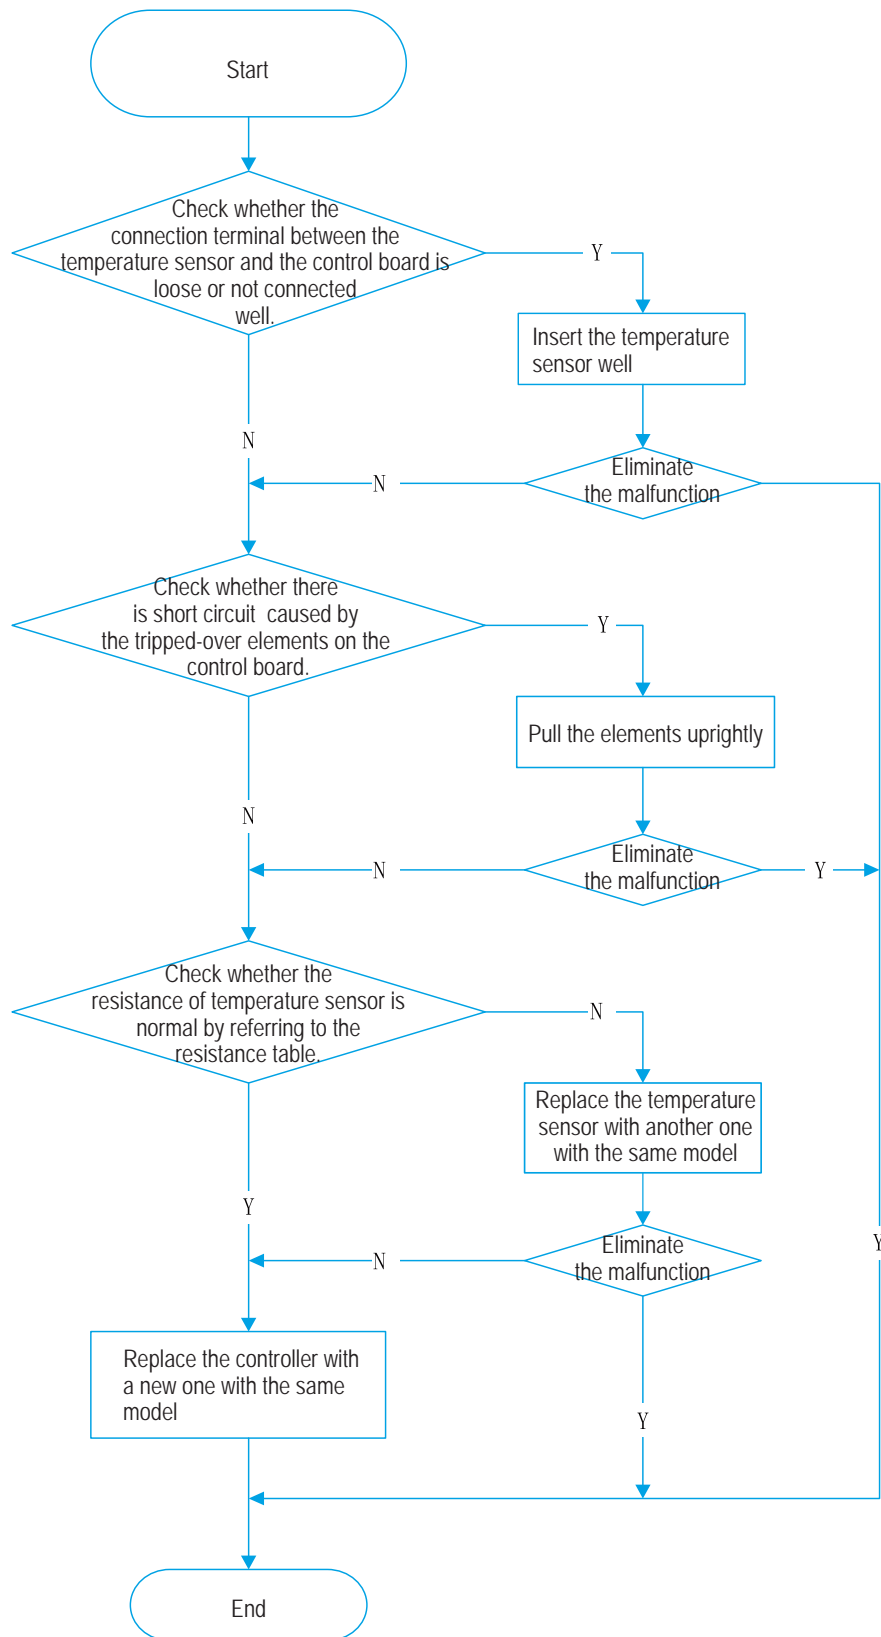 Start
Check whether the
connection terminal between the
temperature sensor and the control board is
loose or not connected
well.
Y
Insert the temperature
sensor well
N
Eliminate
the malfunction
N
Check whether there
is short circuit caused by
the tripped-over elements on the
control board.
Y
Pull the elements uprightly
N
Eliminate
the malfunction
N
Y
Check whether the
resistance of temperature sensor is
normal by referring to the
resistance table.
N
Replace the temperature
sensor with another one
with the same model
Y
Eliminate
the malfunction
N
Y
Replace the controller with
a new one with the same
model
Y
End